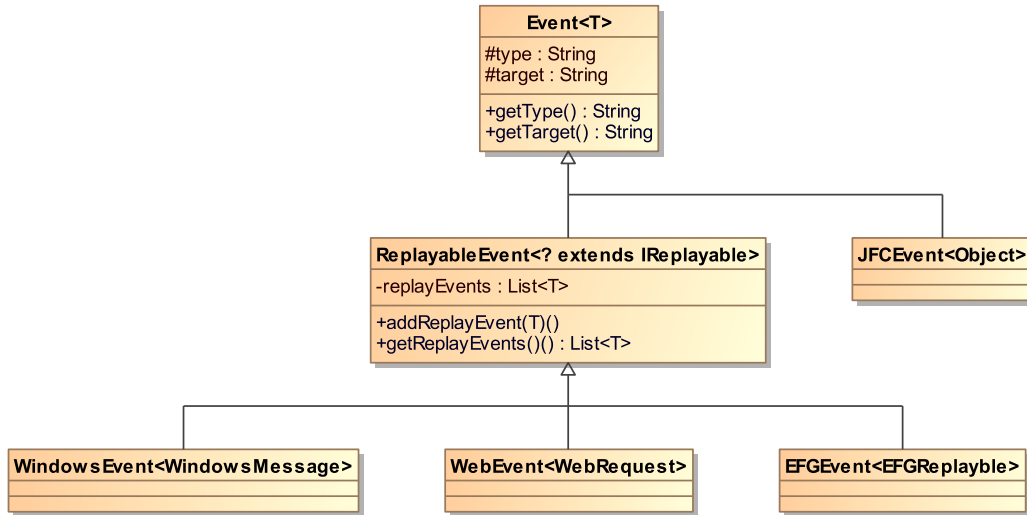 Event<T>
#type : String
#target : String
+getType() : String
+getTarget() : String
ReplayableEvent<? extends IReplayable>
-replayEvents : List<T>
+addReplayEvent(T)()
+getReplayEvents()() : List<T>
JFCEvent<Object>
WindowsEvent<WindowsMessage>
WebEvent<WebRequest>
EFGEvent<EFGReplayble>